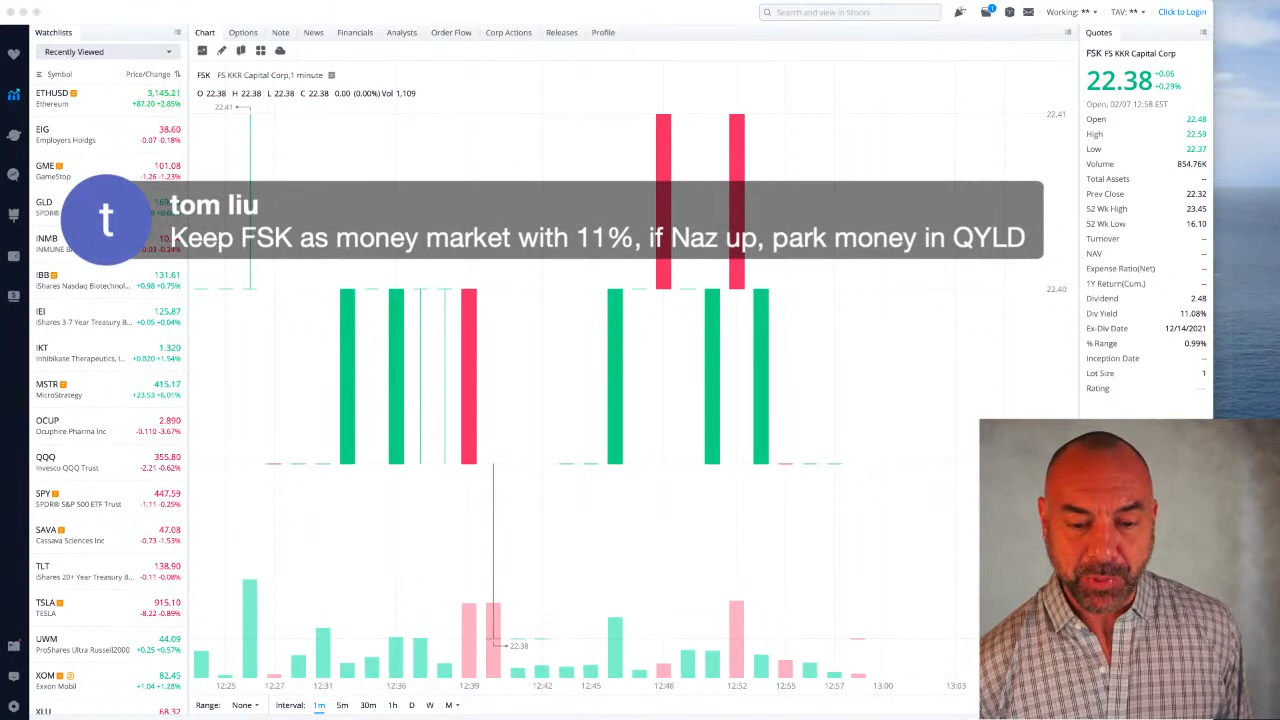 Search and view in Stocks
1
Working: **
TAV: **
Click to Login
Watchlists
Recently Viewed
Symbol
Price/Change
ETHUSD 3,145.21
Ethereum +87.20 +2.85%
EIG 38.60
Employers Holdgs -0.07 -0.18%
GME 101.08
GameStop -1.26 -1.23%
GLD
INMB
INMUNE
IBB 131.61
iShares Nasdaq Biotechnol... +0.98 +0.75%
IEI 125.87
iShares 3-7 Year Treasury B... +0.05 +0.04%
IKT 1.320
Inhibikase Therapeutics, I... +0.020 +1.54%
MSTR 415.17
MicroStrategy +23.53 +6.01%
OCUP 2.890
Ocuphire Pharma Inc -0.110 -3.67%
QQQ 355.80
Invesco QQQ Trust -2.21 -0.62%
SPY 447.59
SPDR® S&P 500 ETF Trust -1.11 -0.25%
SAVA 47.08
Cassava Sciences Inc -0.73 -1.53%
TLT 138.90
iShares 20+ Year Treasury B... -0.11 -0.08%
TSLA 915.10
TESLA -8.22 -0.89%
UWM 44.09
ProShares Ultra Russell2000 +0.25 +0.57%
XOM 82.45
Exxon Mobil +1.04 +1.28%
XLU 68.32
Chart Options Note News Financials Analysts Order Flow Corp Actions Releases Profile
FSK FS KKR Capital Corp,1 minute
O 22.38 H 22.38 L 22.38 C 22.38 0.00 (0.00%) Vol 1,109
22.41
22.41
t
tom liu
Keep FSK as money market with 11%, if Naz up, park money in QYLD
22.40
22.38
12:25 12:27 12:31 12:36 12:39 12:42 12:45 12:48 12:52 12:55 12:57 13:00 13:03
Range: None Interval: 1m 5m 30m 1h D W M
Quotes
FSK FS KKR Capital Corp
22.38 +0.06
+0.29%
Open, 02/07 12:58 EST
Open 22.48
High 22.59
Low 22.37
Volume 854.76K
Total Assets --
Prev Close 22.32
52 Wk High 23.45
52 Wk Low 16.10
Turnover --
NAV --
Expense Ratio(Net) --
1Y Return(Cum.) --
Dividend 2.48
Div Yield 11.08%
Ex-Div Date 12/14/2021
% Range 0.99%
Inception Date --
Lot Size 1
Rating